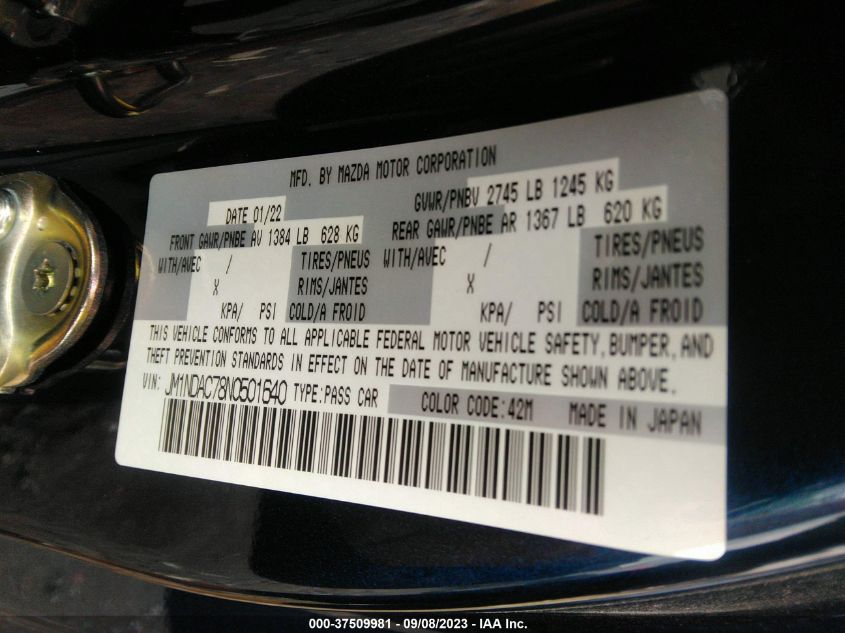 MFD. BY MAZDA MOTOR CORPORATION
DATE 01/22 GVWR/PNBV 2745 LB 1245 KG
FRONT GAWR/PNBE AV 1384 LB 628 KG REAR GAWR/PNBE AR 1367 LB 620 KG
WITH/AVEC / TIRES/PNEUS WITH/AVEC / TIRES/PNEUS
X RIMS/JANTES X RIMS/JANTES
KPA/ PSI COLD/A FROID KPA/ PSI COLD/A FROID
THIS VEHICLE CONFORMS TO ALL APPLICABLE FEDERAL MOTOR VEHICLE SAFETY, BUMPER, AND
THEFT PREVENTION STANDARDS IN EFFECT ON THE DATE OF MANUFACTURE SHOWN ABOVE.
VIN: JM1NDAC78N0501640 TYPE: PASS CAR COLOR CODE: 42M MADE IN JAPAN
000-37509981 - 09/08/2023 - IAA Inc.